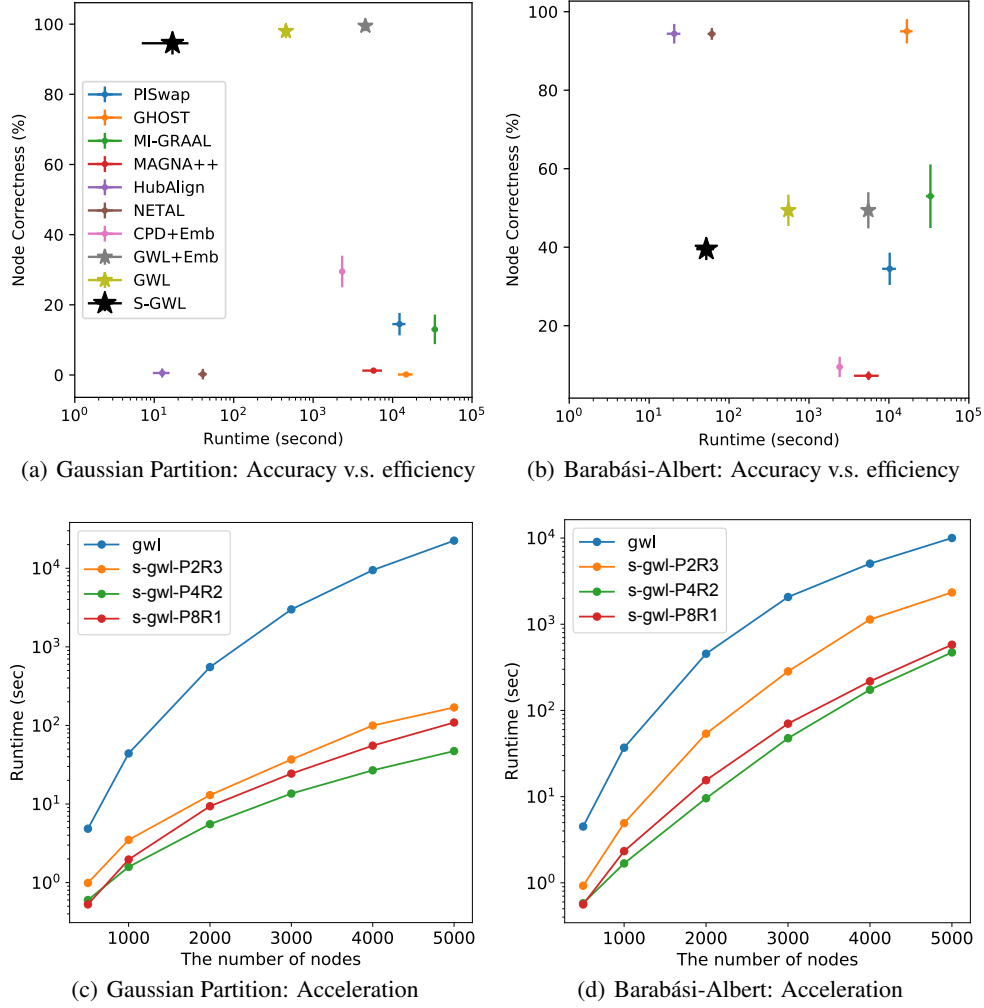 100
80
60
40
20
0
Node Correctness (%)
PISwap
GHOST
MI-GRAAL
MAGNA++
HubAlign
NETAL
CPD+Emb
GWL+Emb
GWL
S-GWL
10^0 10^1 10^2 10^3 10^4 10^5
Runtime (second)
(a) Gaussian Partition: Accuracy v.s. efficiency
100
80
60
40
20
Node Correctness (%)
10^0 10^1 10^2 10^3 10^4 10^5
Runtime (second)
(b) Barabási-Albert: Accuracy v.s. efficiency
10^4
10^3
10^2
10^1
10^0
Runtime (sec)
gwl
s-gwl-P2R3
s-gwl-P4R2
s-gwl-P8R1
1000 2000 3000 4000 5000
The number of nodes
(c) Gaussian Partition: Acceleration
10^4
10^3
10^2
10^1
10^0
Runtime (sec)
gwl
s-gwl-P2R3
s-gwl-P4R2
s-gwl-P8R1
1000 2000 3000 4000 5000
The number of nodes
(d) Barabási-Albert: Acceleration